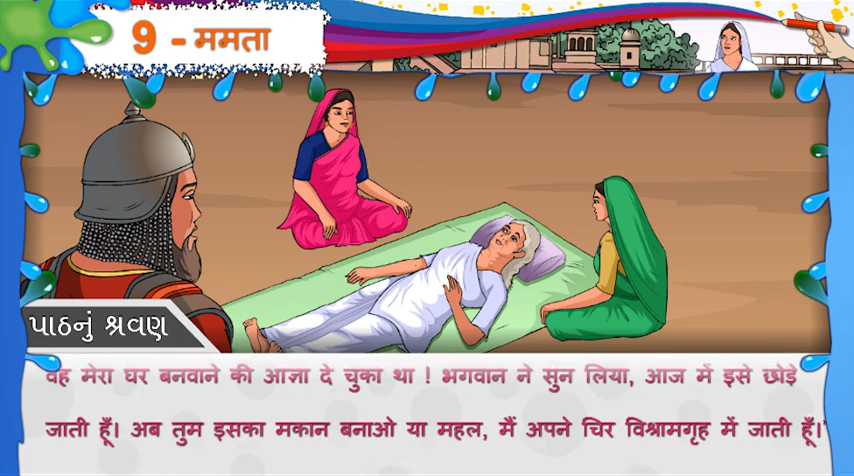 9 - ममता
પાઠનું શ્રવણ
वह मेरा घर बनवाने की आज्ञा दे चुका था ! भगवान ने सुन लिया, आज मैं इसे छोड़े
जाती हूँ। अब तुम इसका मकान बनाओ या महल, मैं अपने चिर विश्रामगृह में जाती हूँ।'